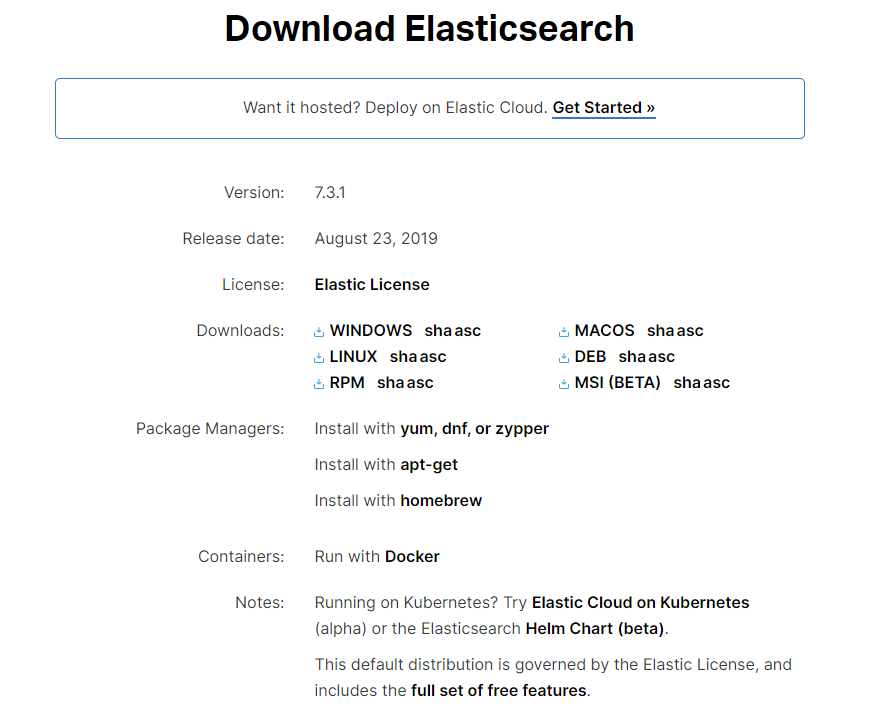 Download Elasticsearch
Want it hosted? Deploy on Elastic Cloud. Get Started »
Version: 7.3.1
Release date: August 23, 2019
License: Elastic License
Downloads: WINDOWS sha asc MACOS sha asc
LINUX sha asc DEB sha asc
RPM sha asc MSI (BETA) sha asc
Package Managers: Install with yum, dnf, or zypper
Install with apt-get
Install with homebrew
Containers: Run with Docker
Notes: Running on Kubernetes? Try Elastic Cloud on Kubernetes
(alpha) or the Elasticsearch Helm Chart (beta).
This default distribution is governed by the Elastic License, and
includes the full set of free features.